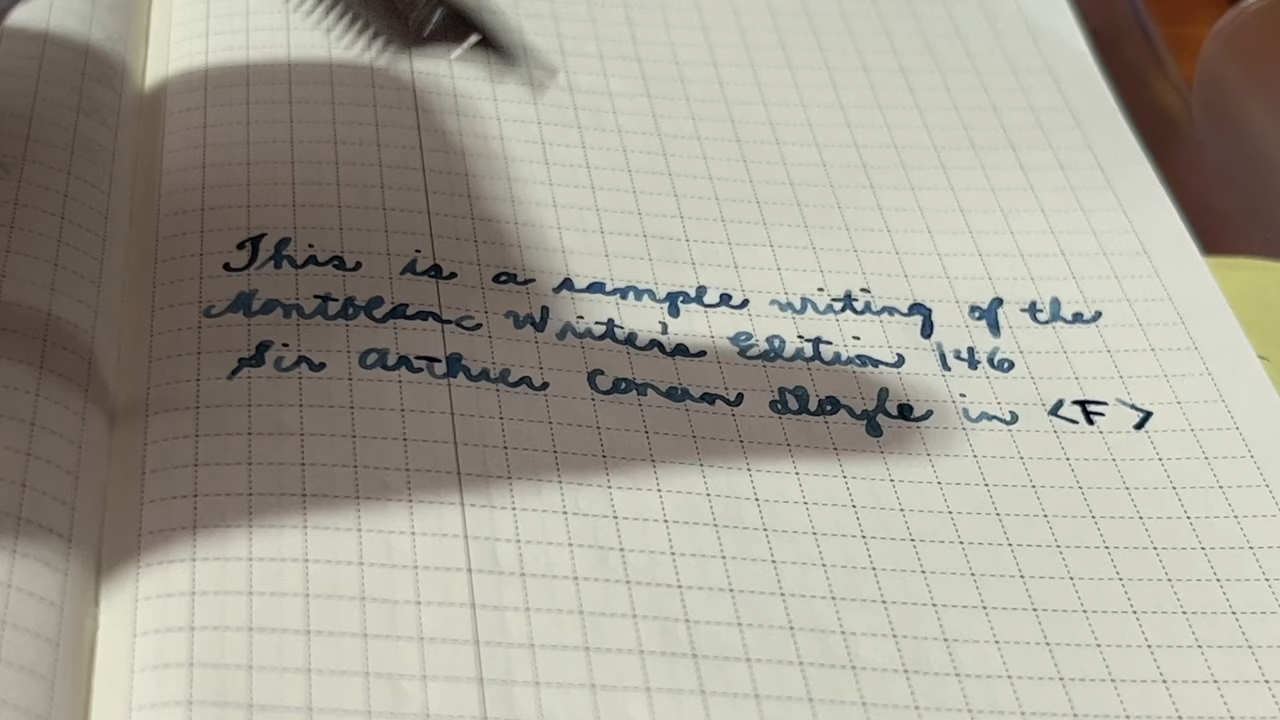 This is a sample writing of the
Montblanc Writer's Edition 146
Sir Arthur Conan Doyle in <F>